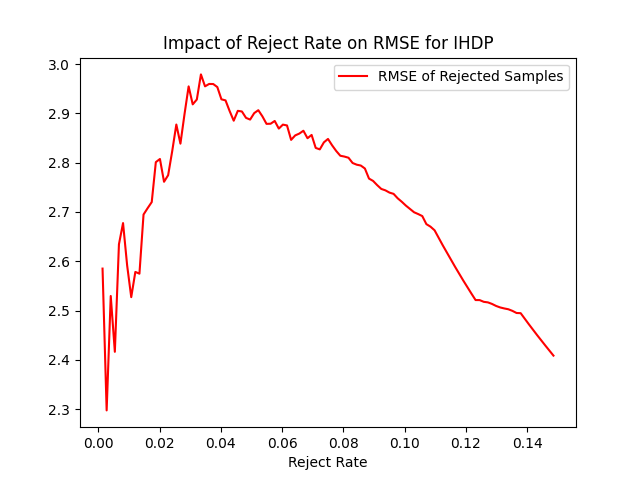 Impact of Reject Rate on RMSE for IHDP
RMSE of Rejected Samples
3.0
2.9
2.8
2.7
2.6
2.5
2.4
2.3
0.00 0.02 0.04 0.06 0.08 0.10 0.12 0.14
Reject Rate